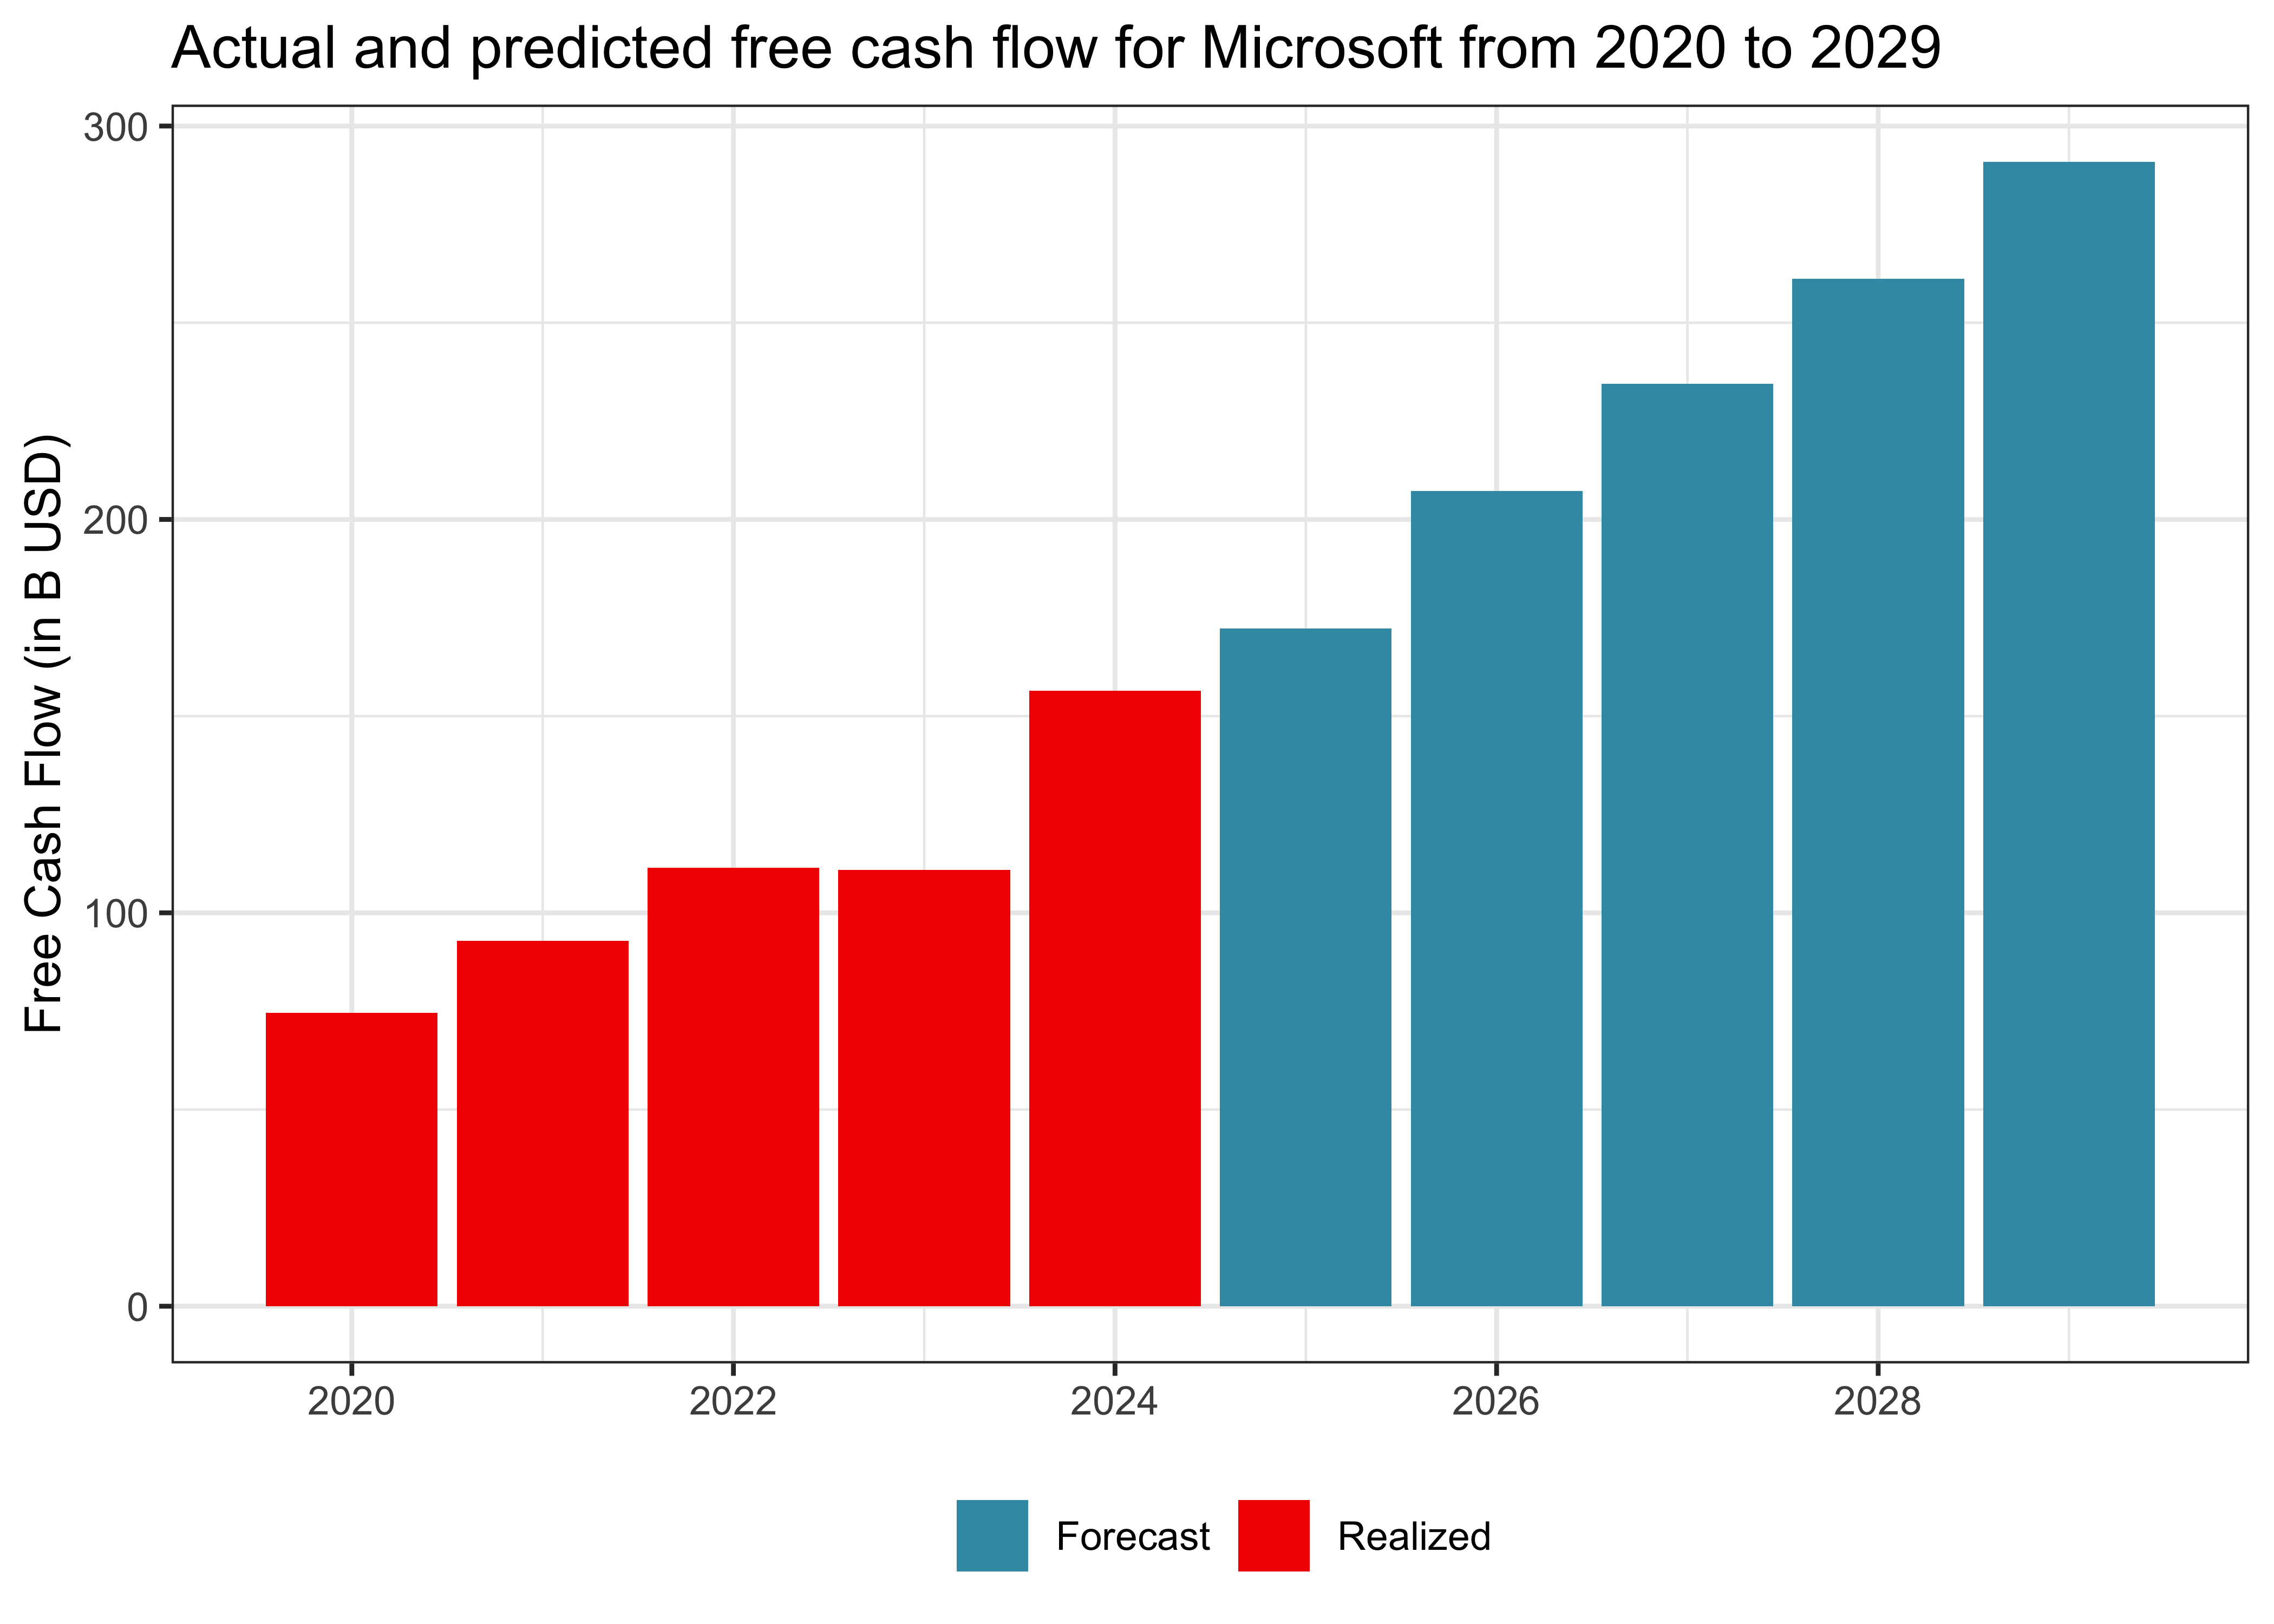 Actual and predicted free cash flow for Microsoft from 2020 to 2029
Free Cash Flow (in B USD)
300
200
100
0
2020 2022 2024 2026 2028
Forecast Realized